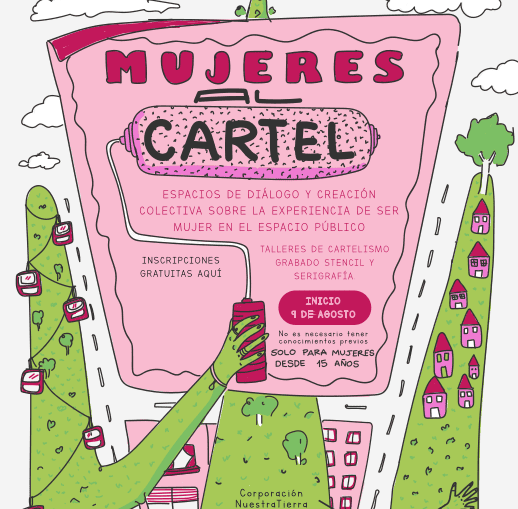 MUJERES
AL
CARTEL
ESPACIOS DE DIÁLOGO Y CREACIÓN
COLECTIVA SOBRE LA EXPERIENCIA DE SER
MUJER EN EL ESPACIO PÚBLICO
INSCRIPCIONES
GRATUITAS AQUÍ
TALLERES DE CARTELISMO
GRABADO STENCIL Y
SERIGRAFÍA
INICIO
9 DE AGOSTO
No es necesario tener
conocimientos previos
SOLO PARA MUJERES
DESDE 15 AÑOS
Corporación
NuestraTierra